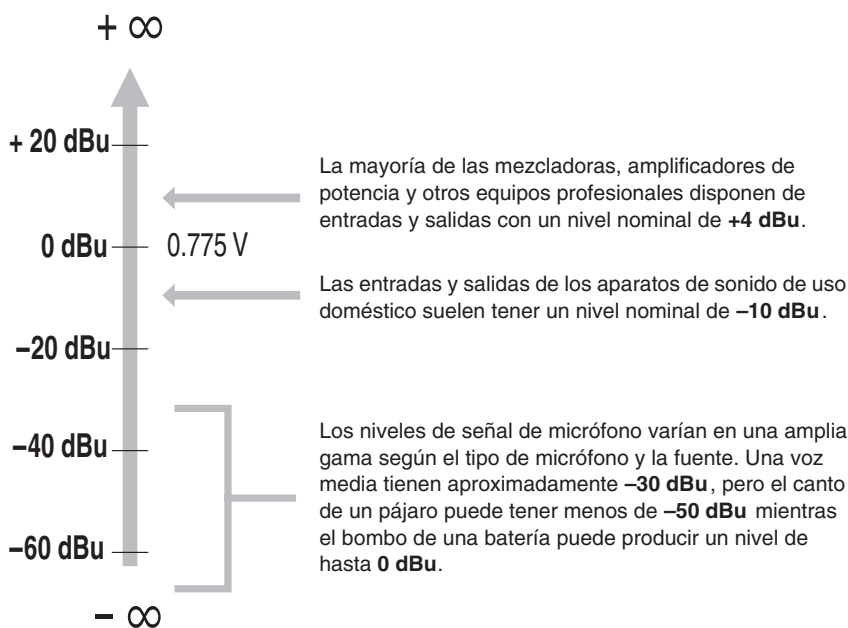 + ∞
+ 20 dBu
La mayoría de las mezcladoras, amplificadores de
potencia y otros equipos profesionales disponen de
entradas y salidas con un nivel nominal de +4 dBu.
0 dBu
0.775 V
Las entradas y salidas de los aparatos de sonido de uso
doméstico suelen tener un nivel nominal de –10 dBu.
–20 dBu
Los niveles de señal de micrófono varían en una amplia
gama según el tipo de micrófono y la fuente. Una voz
media tienen aproximadamente –30 dBu, pero el canto
de un pájaro puede tener menos de –50 dBu mientras
el bombo de una batería puede producir un nivel de
hasta 0 dBu.
–40 dBu
–60 dBu
– ∞